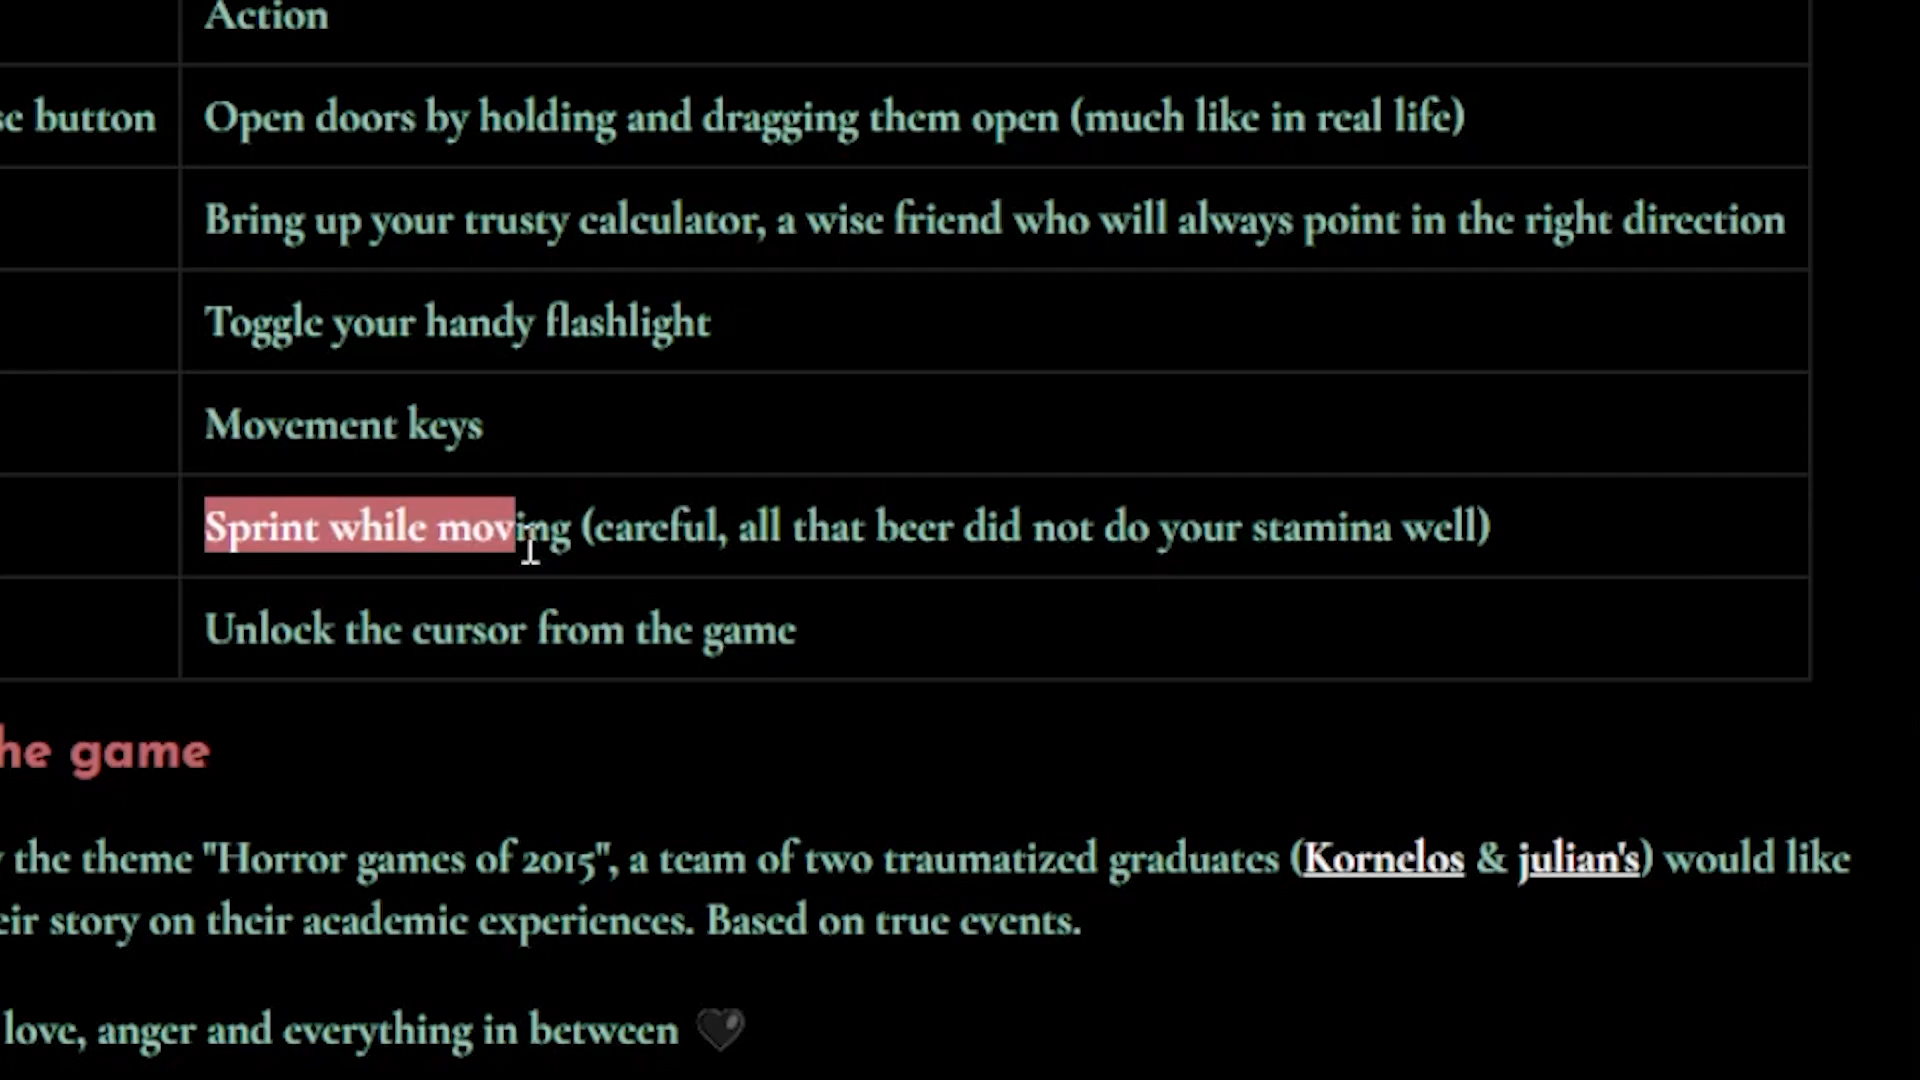 Action
button
Open doors by holding and dragging them open (much like in real life)
Bring up your trusty calculator, a wise friend who will always point in the right direction
Toggle your handy flashlight
Movement keys
Sprint while moving (careful, all that beer did not do your stamina well)
Unlock the cursor from the game
game
the theme "Horror games of 2015", a team of two traumatized graduates (Kornelos & julian's) would like
story on their academic experiences. Based on true events.
love, anger and everything in between 🖤